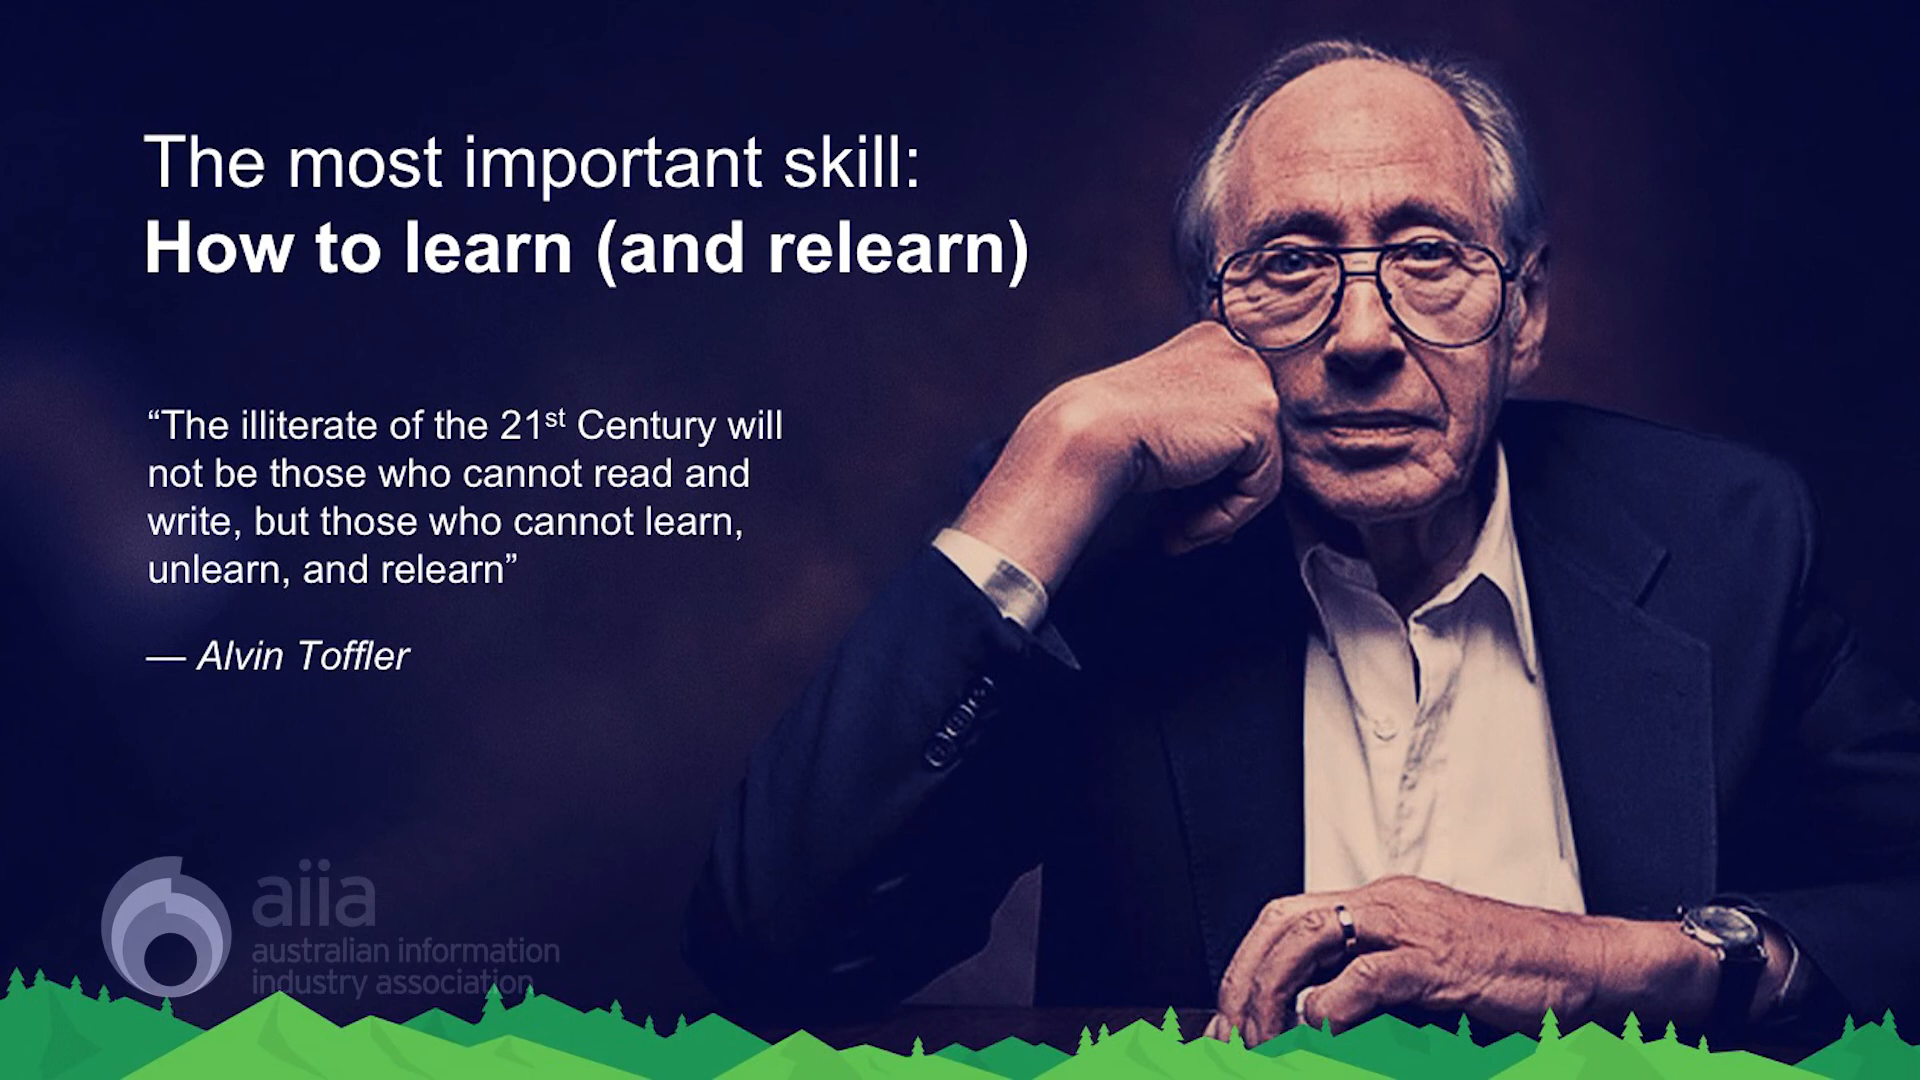 The most important skill:
How to learn (and relearn)
“The illiterate of the 21st Century will
not be those who cannot read and
write, but those who cannot learn,
unlearn, and relearn”
— Alvin Toffler
aiia
australian information
industry association